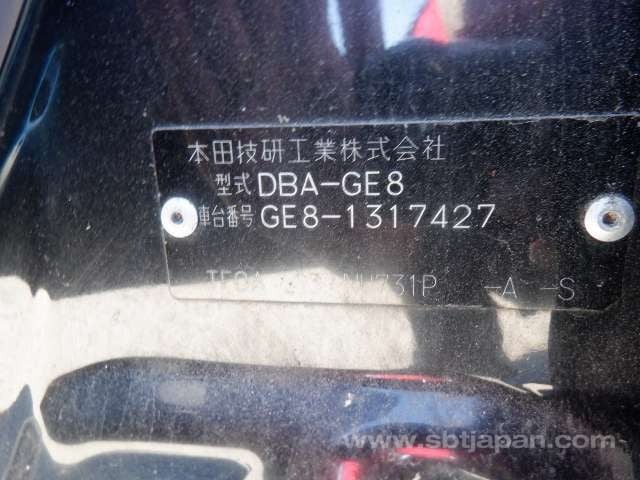 本田技研工業株式会社
型式 DBA-GE8
車台番号 GE8-1317427
NH731P -A -S
www.sbtjapan.com